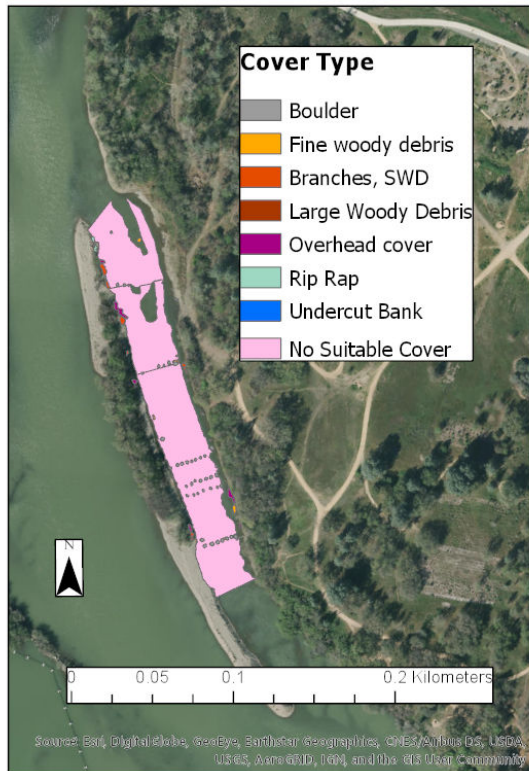 Cover Type
Boulder
Fine woody debris
Branches, SWD
Large Woody Debris
Overhead cover
Rip Rap
Undercut Bank
No Suitable Cover
N
0 0.05 0.1 0.2 Kilometers
Source: Esri, DigitalGlobe, GeoEye, Earthstar Geographics, CNES/Airbus DS, USDA,
USGS, AeroGRID, IGN, and the GIS User Community